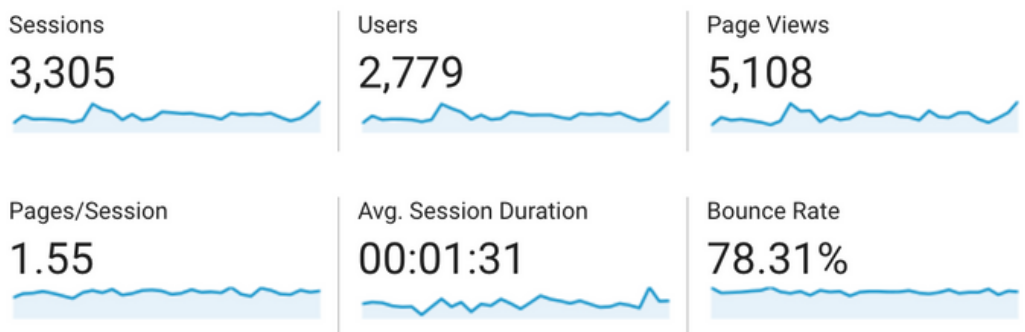 Sessions
3,305
Users
2,779
Page Views
5,108
Pages/Session
1.55
Avg. Session Duration
00:01:31
Bounce Rate
78.31%